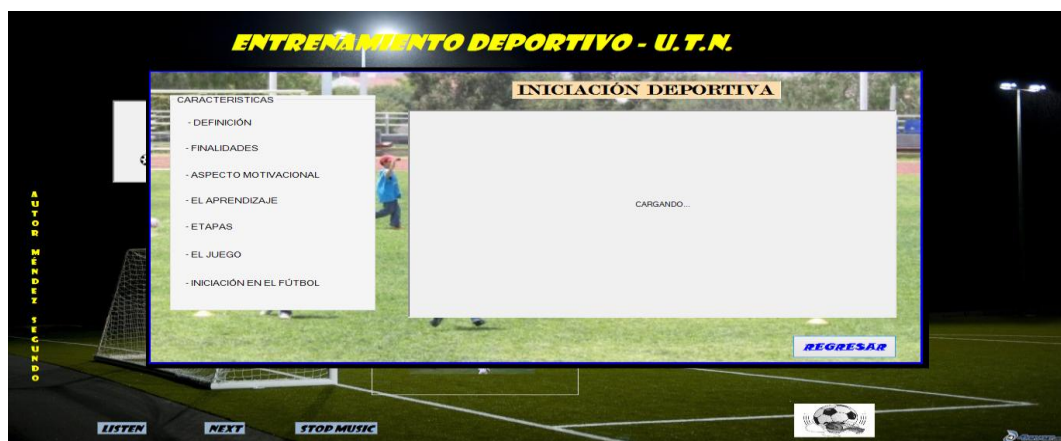 ENTRENAMIENTO DEPORTIVO - U.T.N.
INICIACIÓN DEPORTIVA
CARACTERISTICAS
- DEFINICIÓN
- FINALIDADES
- ASPECTO MOTIVACIONAL
- EL APRENDIZAJE
- ETAPAS
- EL JUEGO
- INICIACIÓN EN EL FÚTBOL
CARGANDO...
REGRESAR
AUTOR MÉNDEZ SEGUNDO
LISTEN
NEXT
STOP MUSIC